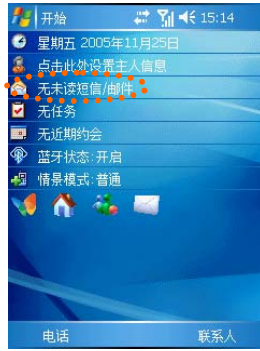 开始 15:14
星期五 2005年11月25日
点击此处设置主人信息
无未读短信/邮件
无任务
无近期约会
蓝牙状态:开启
情景模式:普通
电话 联系人